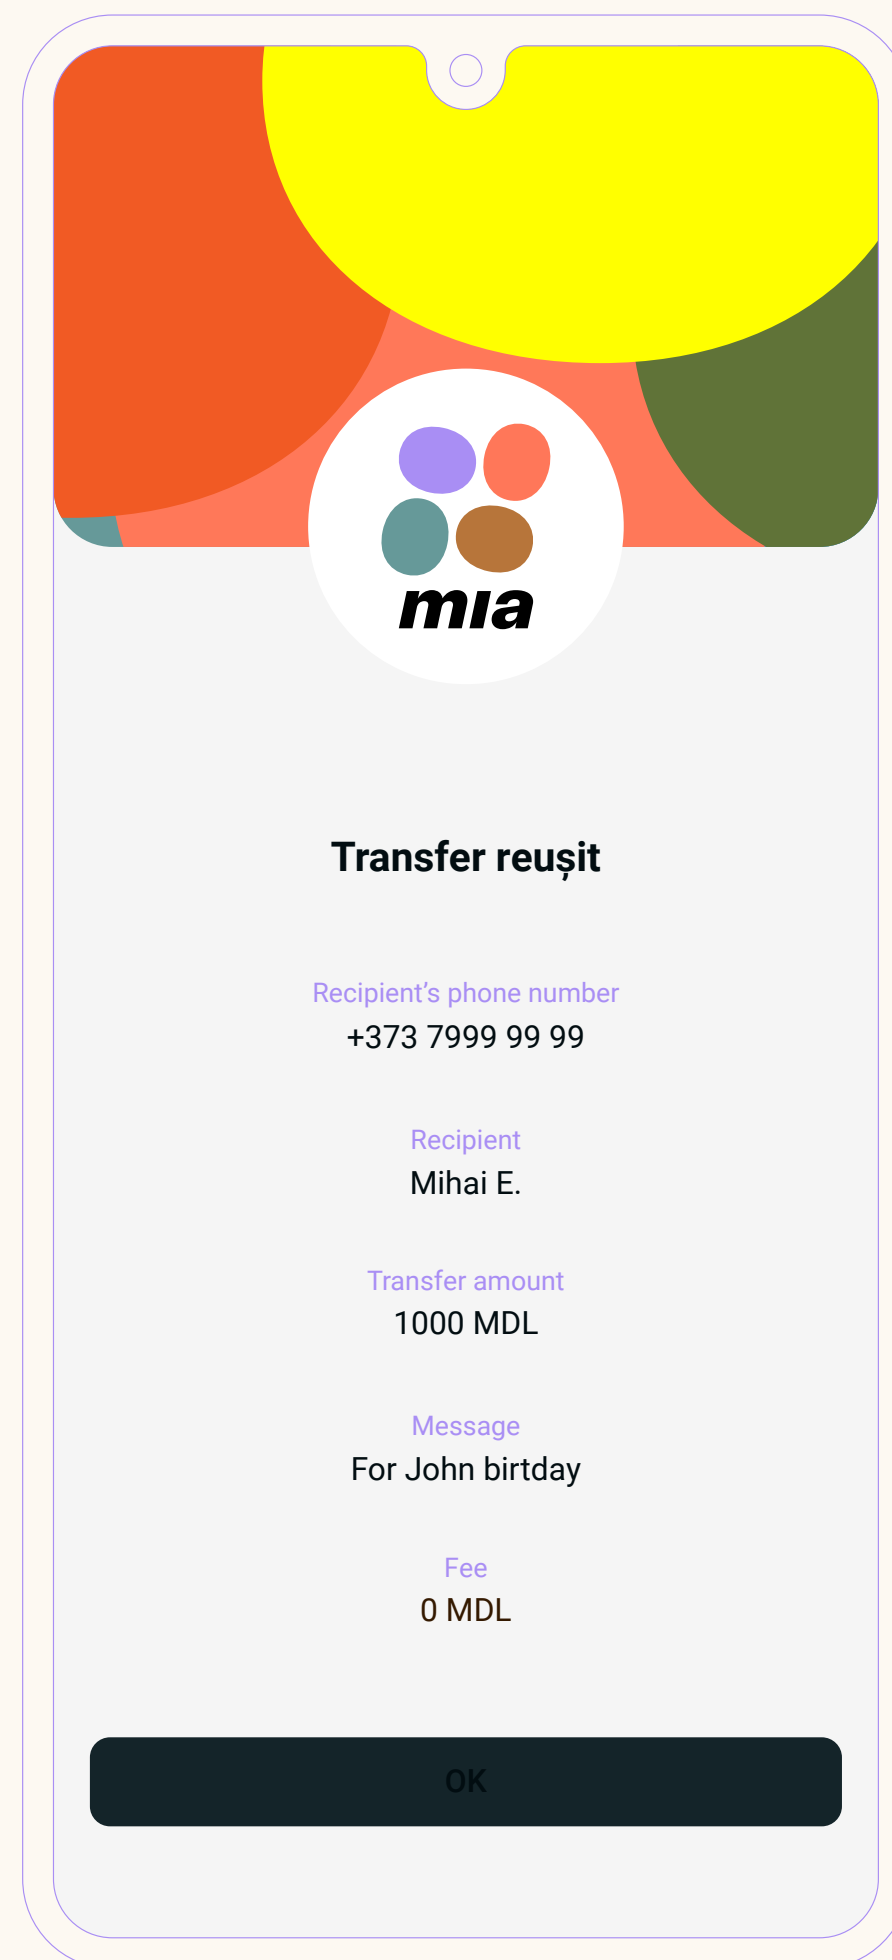 mia
Transfer reușit
Recipient’s phone number
+373 7999 99 99
Recipient
Mihai E.
Transfer amount
1000 MDL
Message
For John birtday
Fee
0 MDL
OK